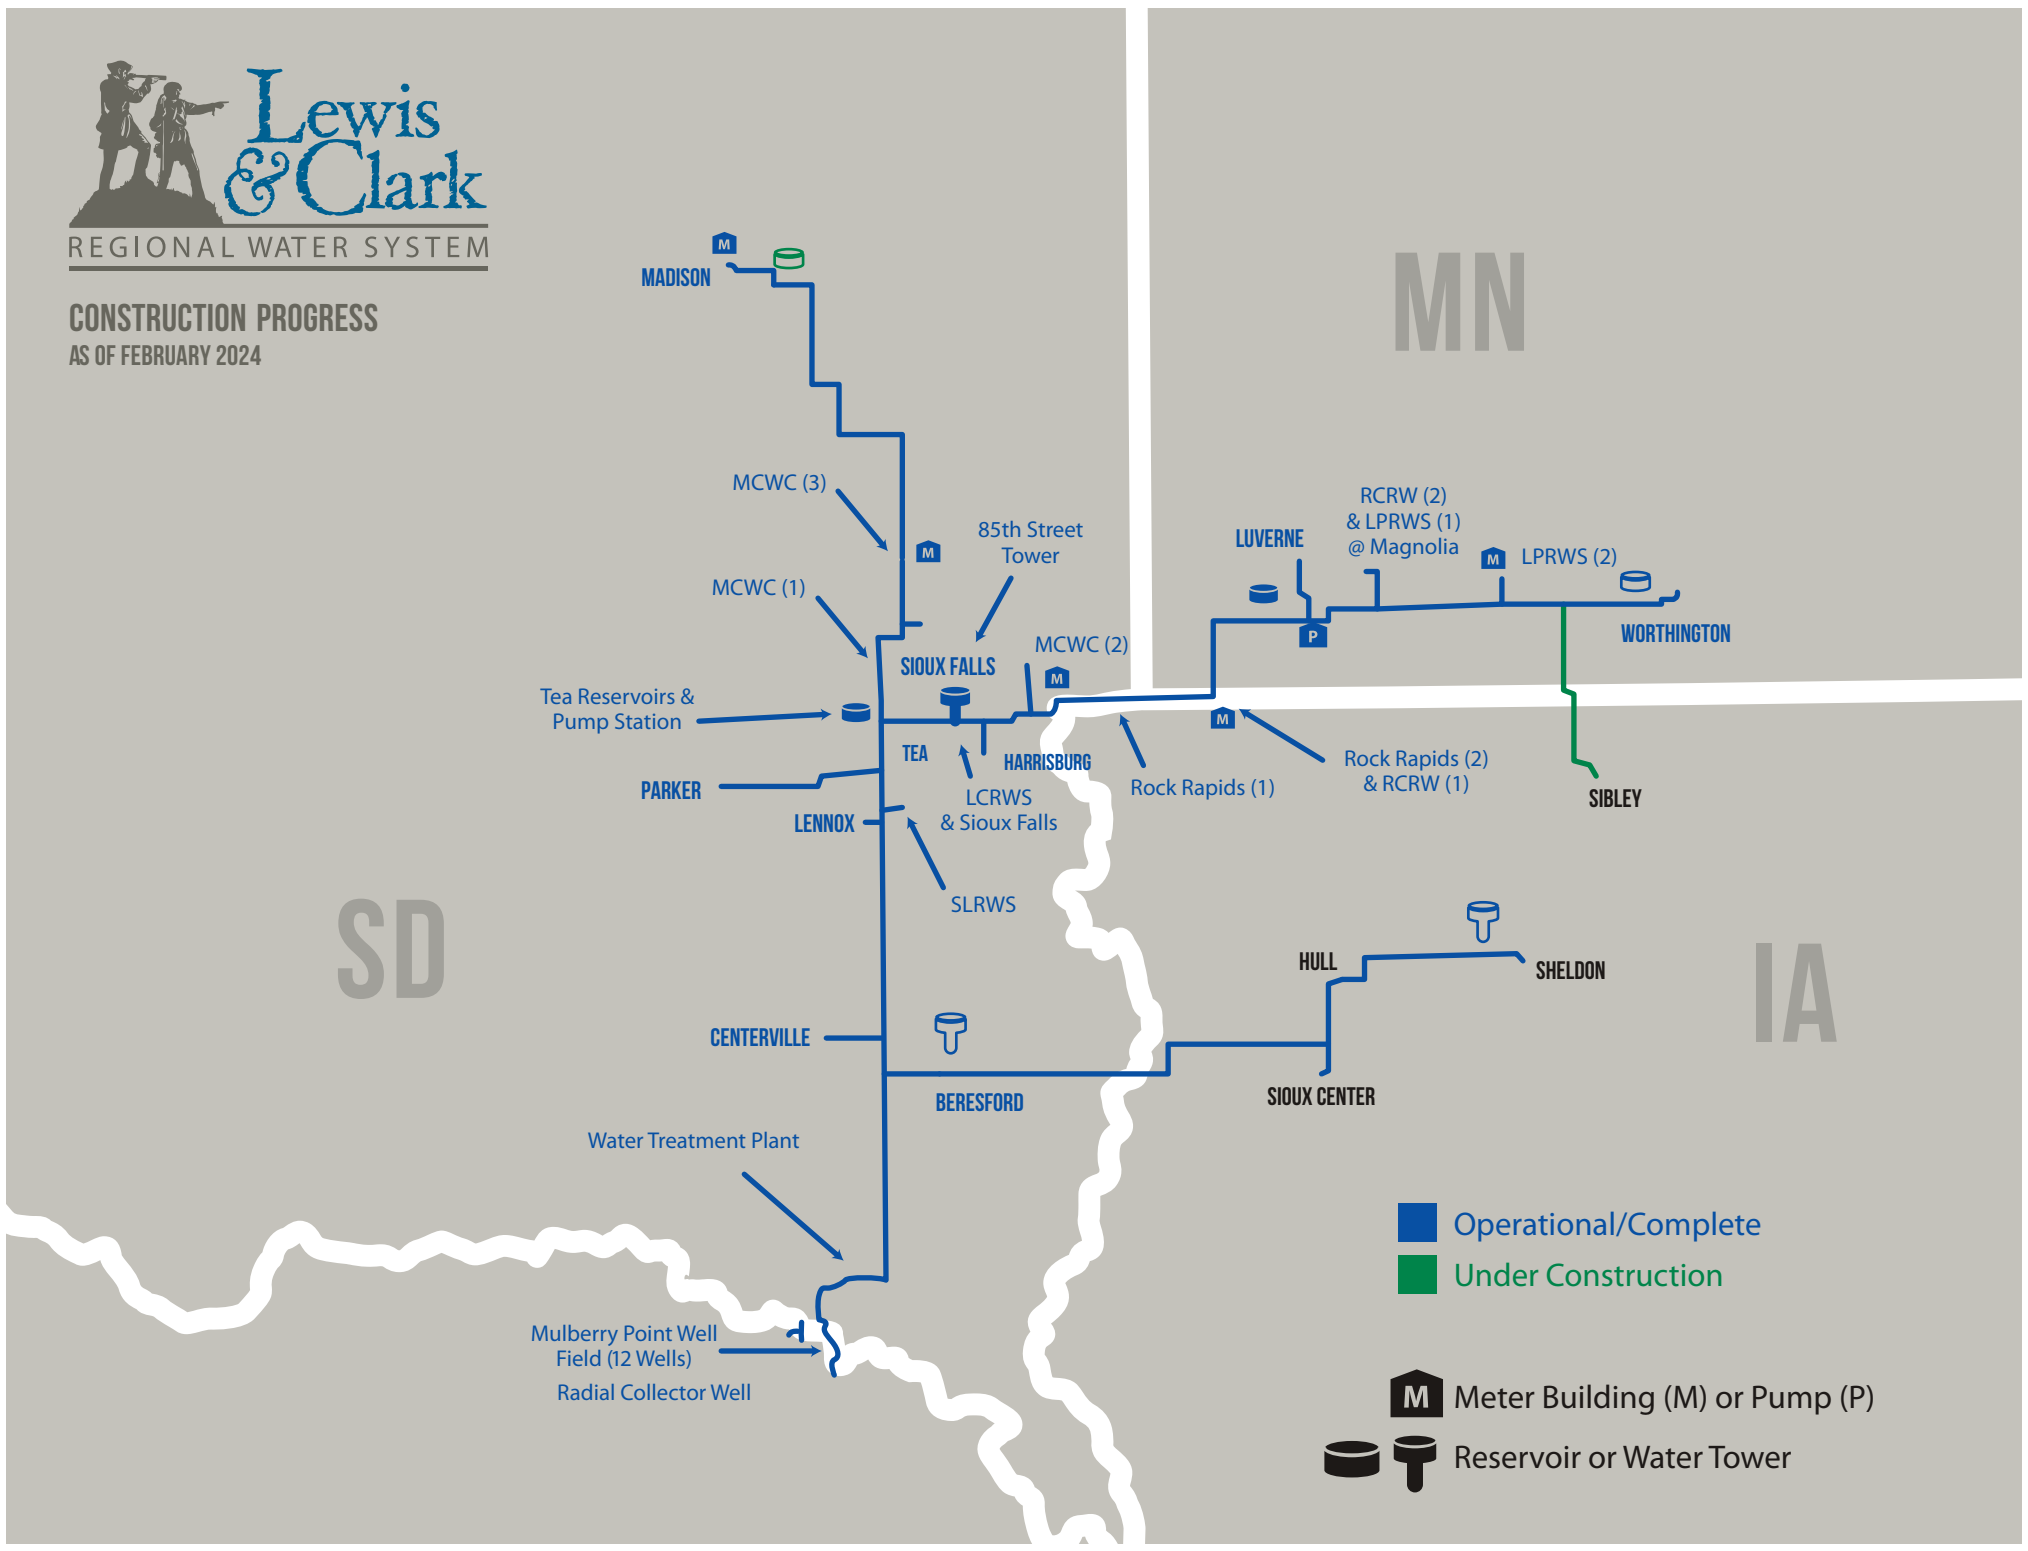 Lewis
& Clark
REGIONAL WATER SYSTEM
CONSTRUCTION PROGRESS
AS OF FEBRUARY 2024
MN
M
MADISON
MCWC (3)
M
85th Street
Tower
MCWC (1)
SIOUX FALLS
MCWC (2)
M
Tea Reservoirs &
Pump Station
TEA
HARRISBURG
LCRWS
& Sioux Falls
PARKER
LENNOX
SLRWS
LUVERNE
RCRW (2)
& LPRWS (1)
@ Magnolia
M
LPRWS (2)
P
WORTHINGTON
M
Rock Rapids (1)
Rock Rapids (2)
& RCRW (1)
SIBLEY
SD
IA
HULL
SHELDON
CENTERVILLE
BERESFORD
SIOUX CENTER
Water Treatment Plant
Mulberry Point Well
Field (12 Wells)
Radial Collector Well
Operational/Complete
Under Construction
M
Meter Building (M) or Pump (P)
Reservoir or Water Tower